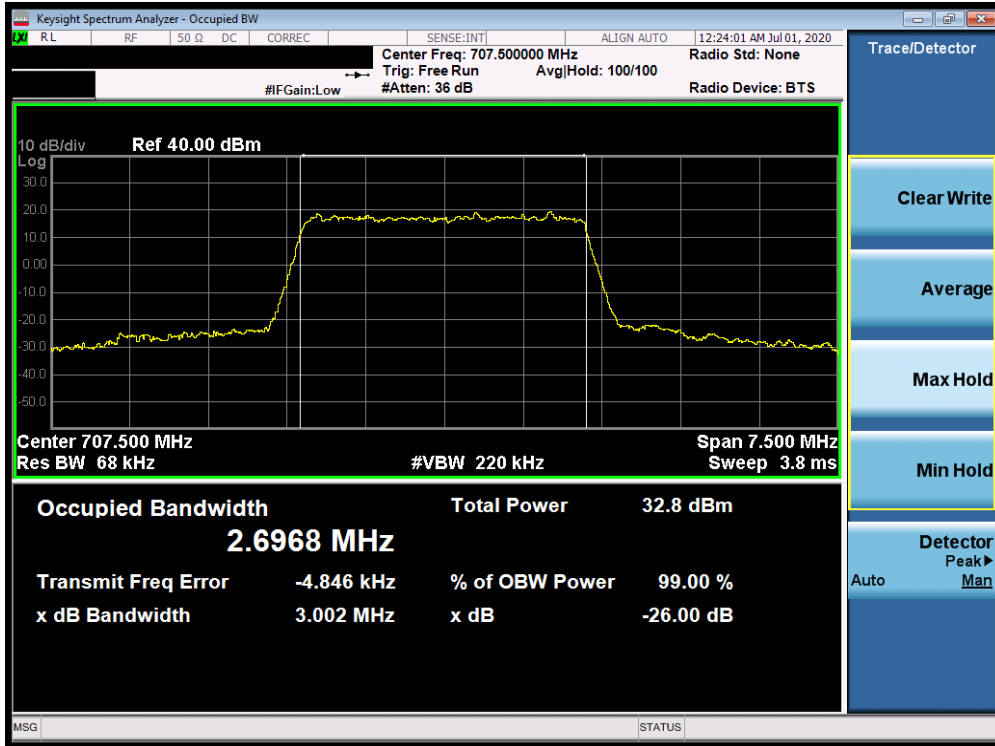 Keysight Spectrum Analyzer - Occupied BW
LXI RL RF 50 Ω DC CORREC SENSE:INT ALIGN AUTO 12:24:01 AM Jul 01, 2020
Center Freq: 707.500000 MHz Radio Std: None
Trig: Free Run Avg|Hold: 100/100
#IFGain:Low #Atten: 36 dB Radio Device: BTS
Trace/Detector
10 dB/div Ref 40.00 dBm
Log
30.0
20.0
10.0
0.00
-10.0
-20.0
-30.0
-40.0
-50.0
Center 707.500 MHz Span 7.500 MHz
Res BW 68 kHz #VBW 220 kHz Sweep 3.8 ms
Occupied Bandwidth Total Power 32.8 dBm
2.6968 MHz
Transmit Freq Error -4.846 kHz % of OBW Power 99.00 %
x dB Bandwidth 3.002 MHz x dB -26.00 dB
Clear Write
Average
Max Hold
Min Hold
Detector
Peak▶
Auto Man
MSG STATUS